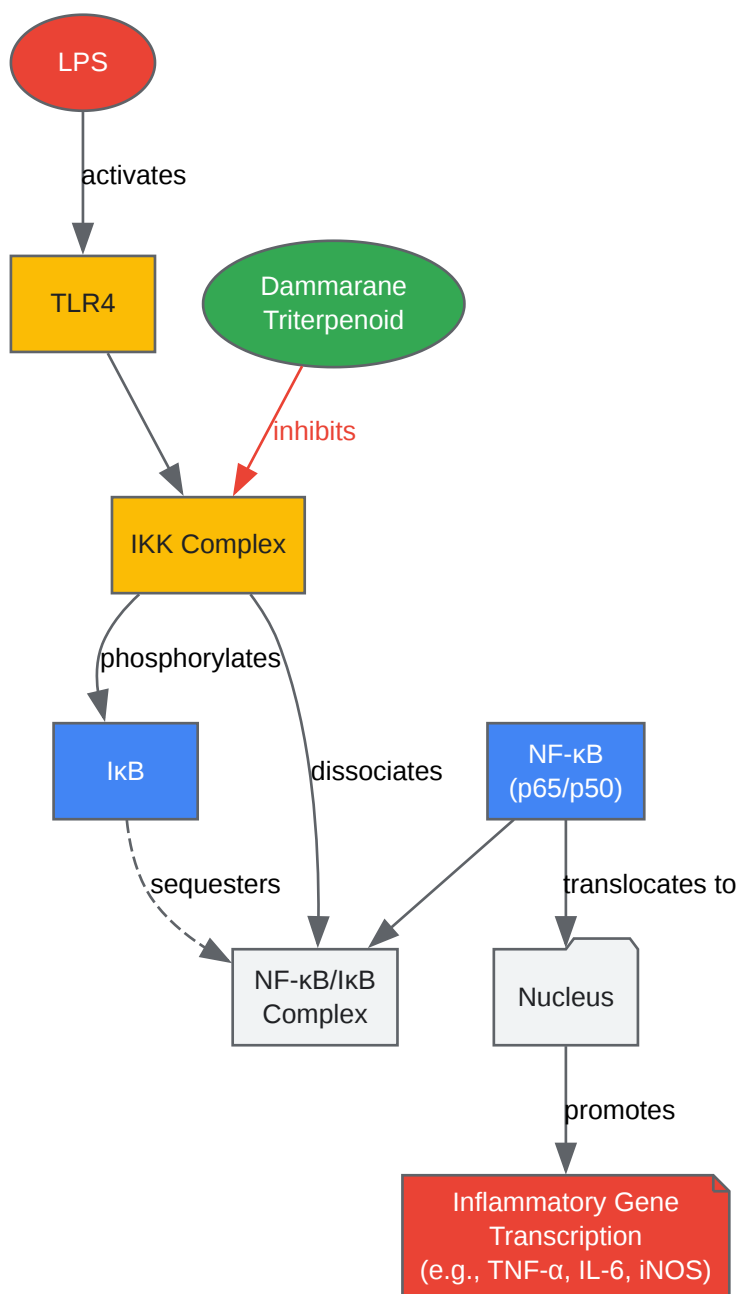 LPS
activates
TLR4
Dammarane
Triterpenoid
inhibits
IKK Complex
phosphorylates
IκB
dissociates
NF-κB
(p65/p50)
sequesters
translocates to
NF-κB/IκB
Complex
Nucleus
promotes
Inflammatory Gene
Transcription
(e.g., TNF-α, IL-6, iNOS)